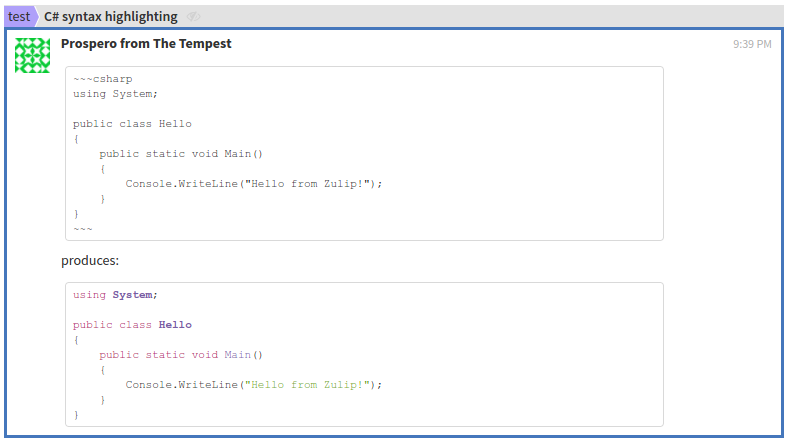 test C# syntax highlighting
Prospero from The Tempest 9:39 PM
~~~csharp
using System;

public class Hello
{
    public static void Main()
    {
        Console.WriteLine("Hello from Zulip!");
    }
}
~~~
produces:
using System;

public class Hello
{
    public static void Main()
    {
        Console.WriteLine("Hello from Zulip!");
    }
}